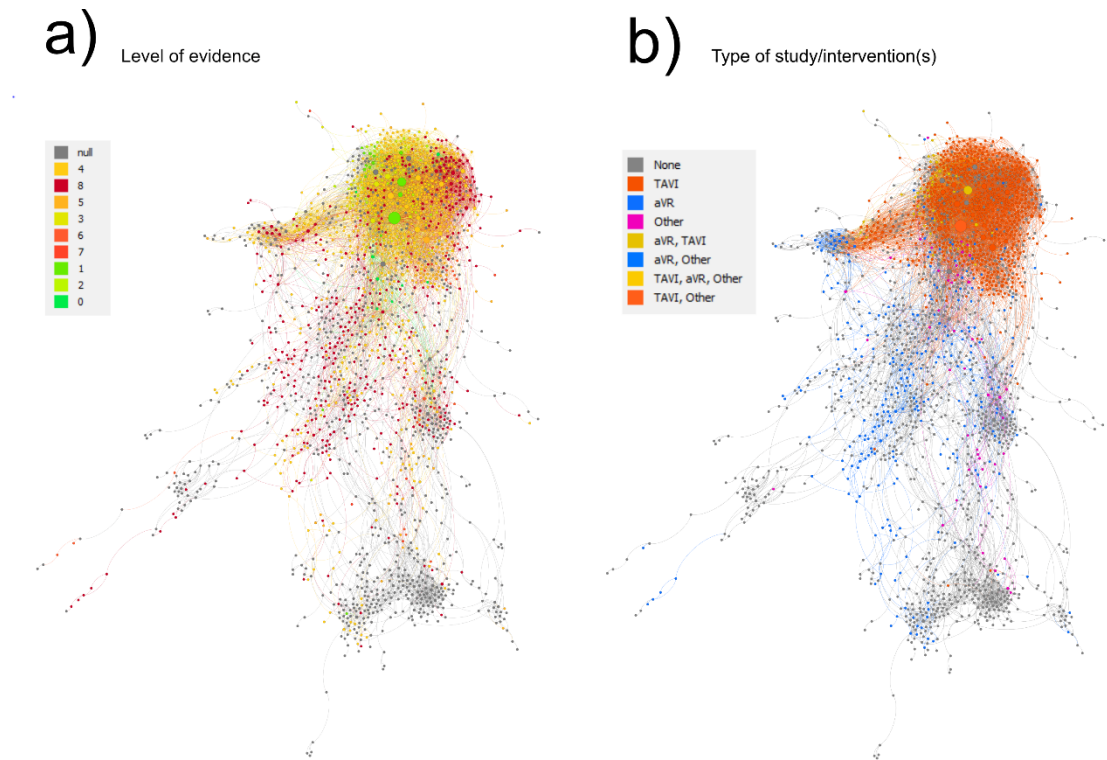 a)
Level of evidence
null
4
8
5
3
6
7
1
2
0
b)
Type of study/intervention(s)
None
TAVI
aVR
Other
aVR, TAVI
aVR, Other
TAVI, aVR, Other
TAVI, Other